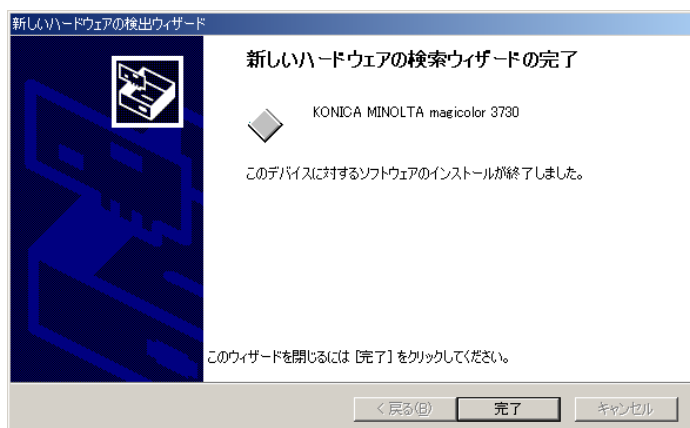 新しいハードウェアの検出ウィザード
新しいハードウェアの検索ウィザードの完了
KONICA MINOLTA magicolor 3730
このデバイスに対するソフトウェアのインストールが終了しました。
このウィザードを閉じるには [完了] をクリックしてください。
< 戻る(B) 完了 キャンセル